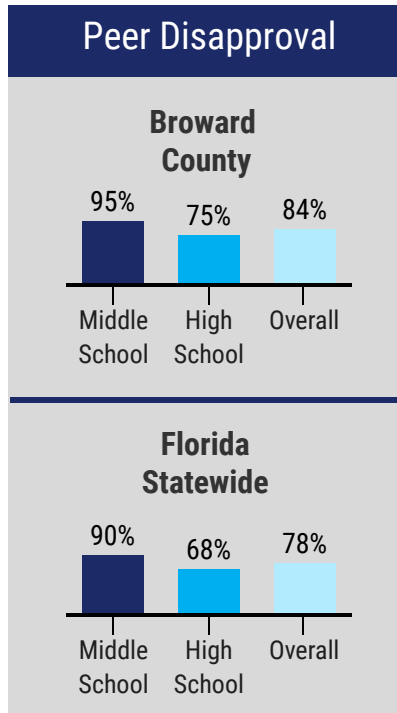 Peer Disapproval
Broward
County
95%
75%
84%
Middle
School
High
School
Overall
Florida
Statewide
90%
68%
78%
Middle
School
High
School
Overall